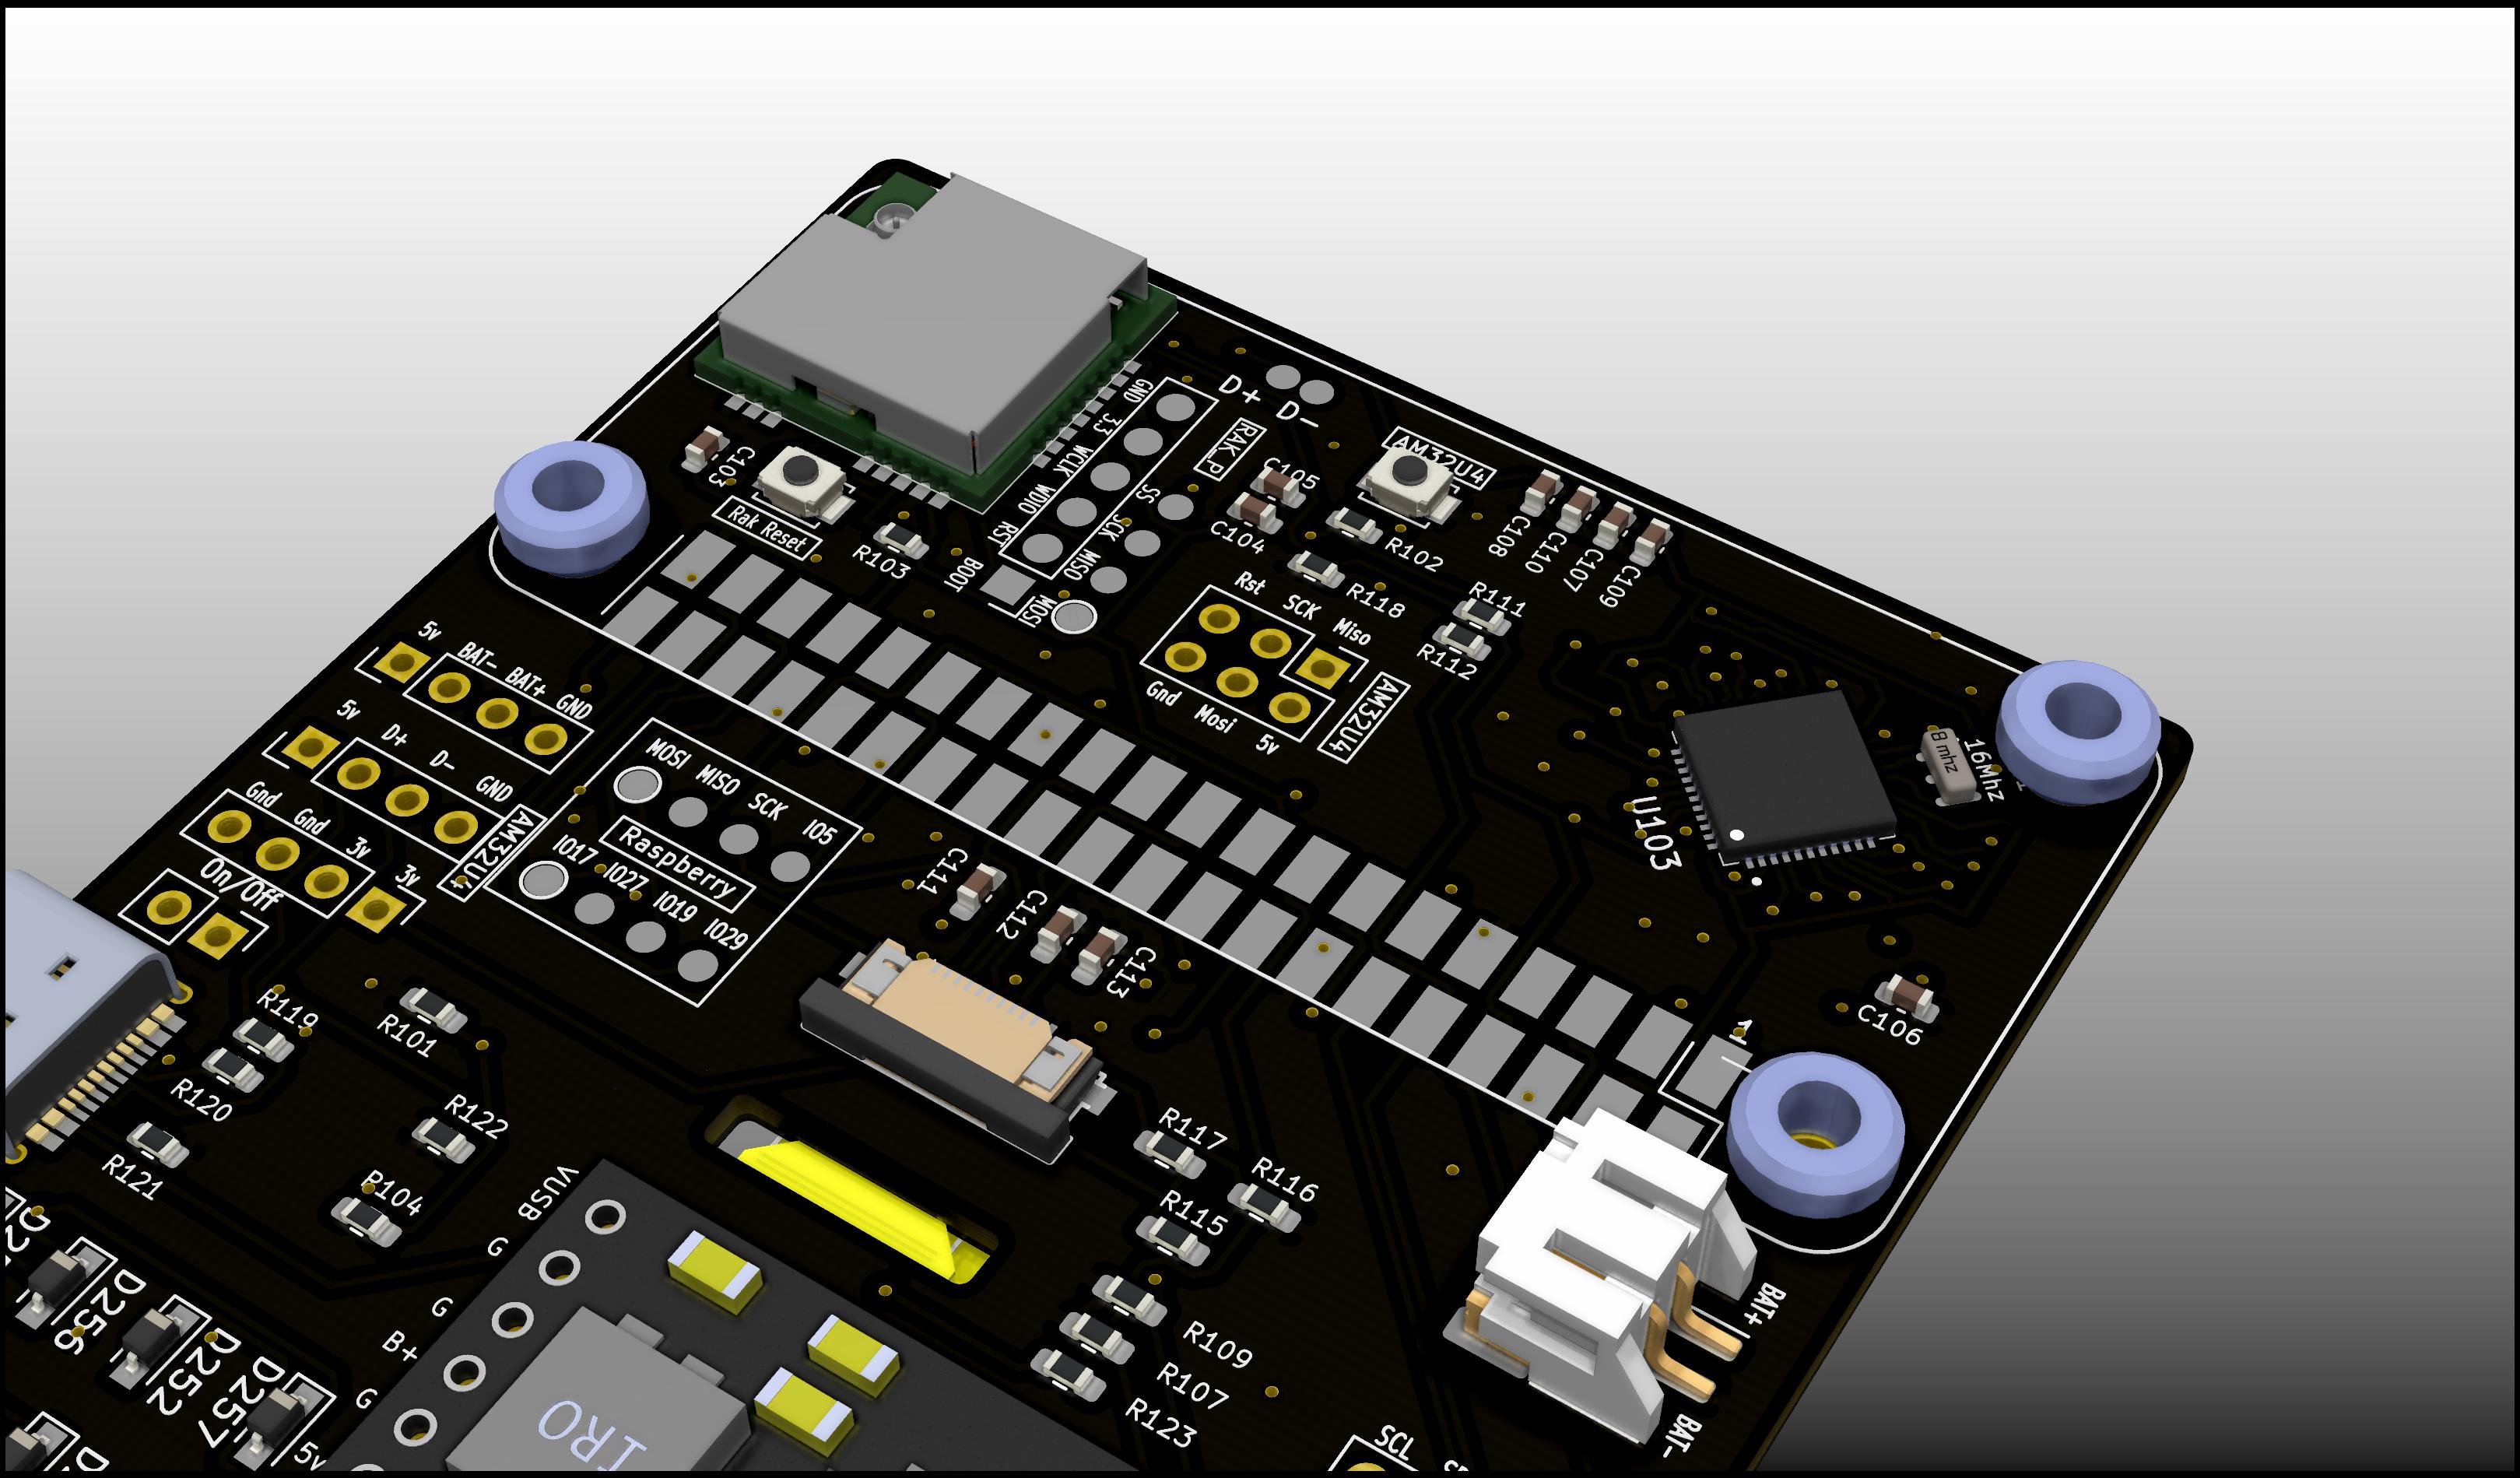 D+ D-
GND
3.3
WCLK
WDIO
RST
RAK_P
AM32U4
C103
Rak Reset
R103
BOOT
SS
SCK
MISO
MOSI
C105
C104
R102
R118
C108
C110
C107
C109
R111
R112
Rst SCK Miso
Gnd Mosi 5v
AM32U4
5v BAT- BAT+ GND
5v D+ D- GND
AM32U4
Gnd Gnd 3v 3v
On/Off
MOSI MISO SCK IO5
Raspberry
IO17 IO27 IO19 IO29
U103
8 mhz
16Mhz
C106
1
C111
C112
C113
R119
R101
R120
R121
R122
R104
R117
R116
R115
R109
R107
R123
VUSB
G
G
B+
G
5v
D256
D252
D257
BAT+
BAT-
SCL